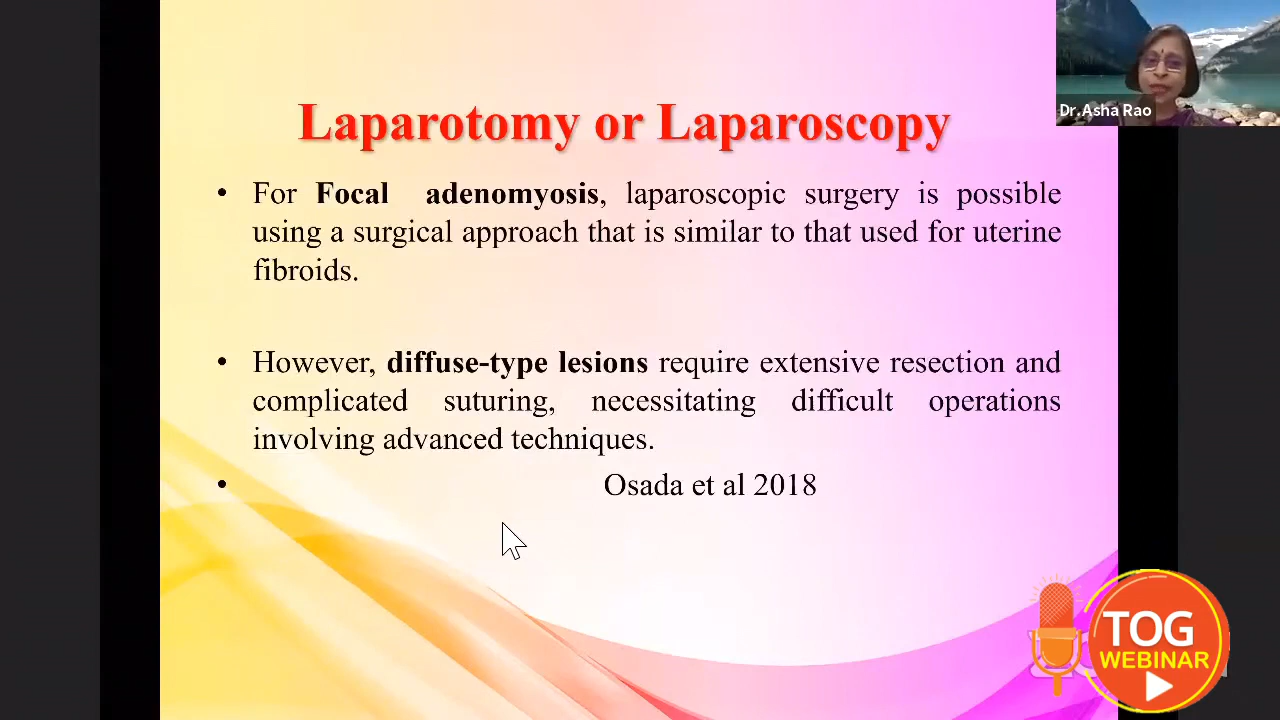 Laparotomy or Laparoscopy
Dr.Asha Rao
• For Focal adenomyosis, laparoscopic surgery is possible
using a surgical approach that is similar to that used for uterine
fibroids.
• However, diffuse-type lesions require extensive resection and
complicated suturing, necessitating difficult operations
involving advanced techniques.
• Osada et al 2018
TOG
WEBINAR